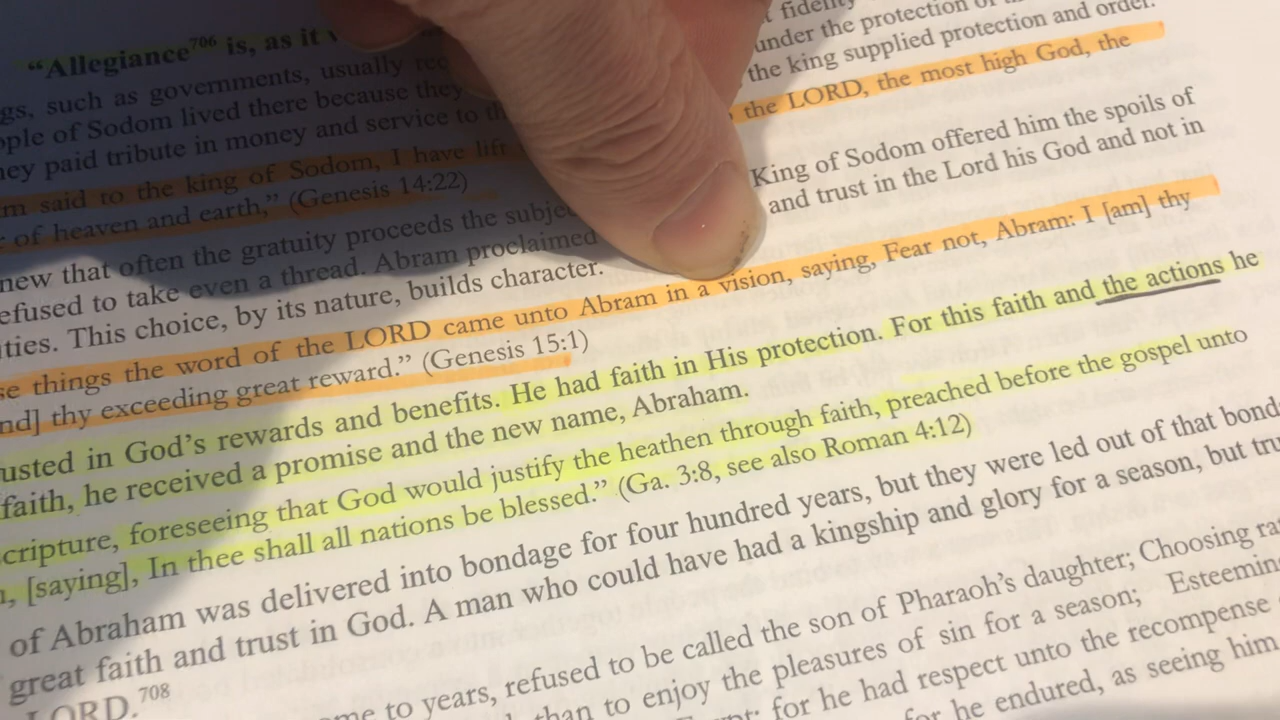 “Allegiance706 is, as it
t fidelity
gs, such as governments, usually rec
under the protection of
ople of Sodom lived there because they
the king supplied protection and order.
ey paid tribute in money and service to th
m said to the king of Sodom, I have lift
the LORD, the most high God, the
of heaven and earth,” (Genesis 14:22)
new that often the gratuity proceeds the subje
King of Sodom offered him the spoils of
efused to take even a thread. Abram proclaimed
and trust in the Lord his God and not in
ties. This choice, by its nature, builds character.
se things the word of the LORD came unto Abram in a vision, saying, Fear not, Abram: I [am] thy
nd] thy exceeding great reward.” (Genesis 15:1)
usted in God’s rewards and benefits. He had faith in His protection. For this faith and the actions he
faith, he received a promise and the new name, Abraham.
cripture, foreseeing that God would justify the heathen through faith, preached before the gospel unto
, [saying], In thee shall all nations be blessed.” (Ga. 3:8, see also Roman 4:12)
of Abraham was delivered into bondage for four hundred years, but they were led out of that bond
great faith and trust in God. A man who could have had a kingship and glory for a season, but tru
LORD.708
me to years, refused to be called the son of Pharaoh’s daughter; Choosing ra
than to enjoy the pleasures of sin for a season; Esteemin
for he had respect unto the recompense
for he endured, as seeing him